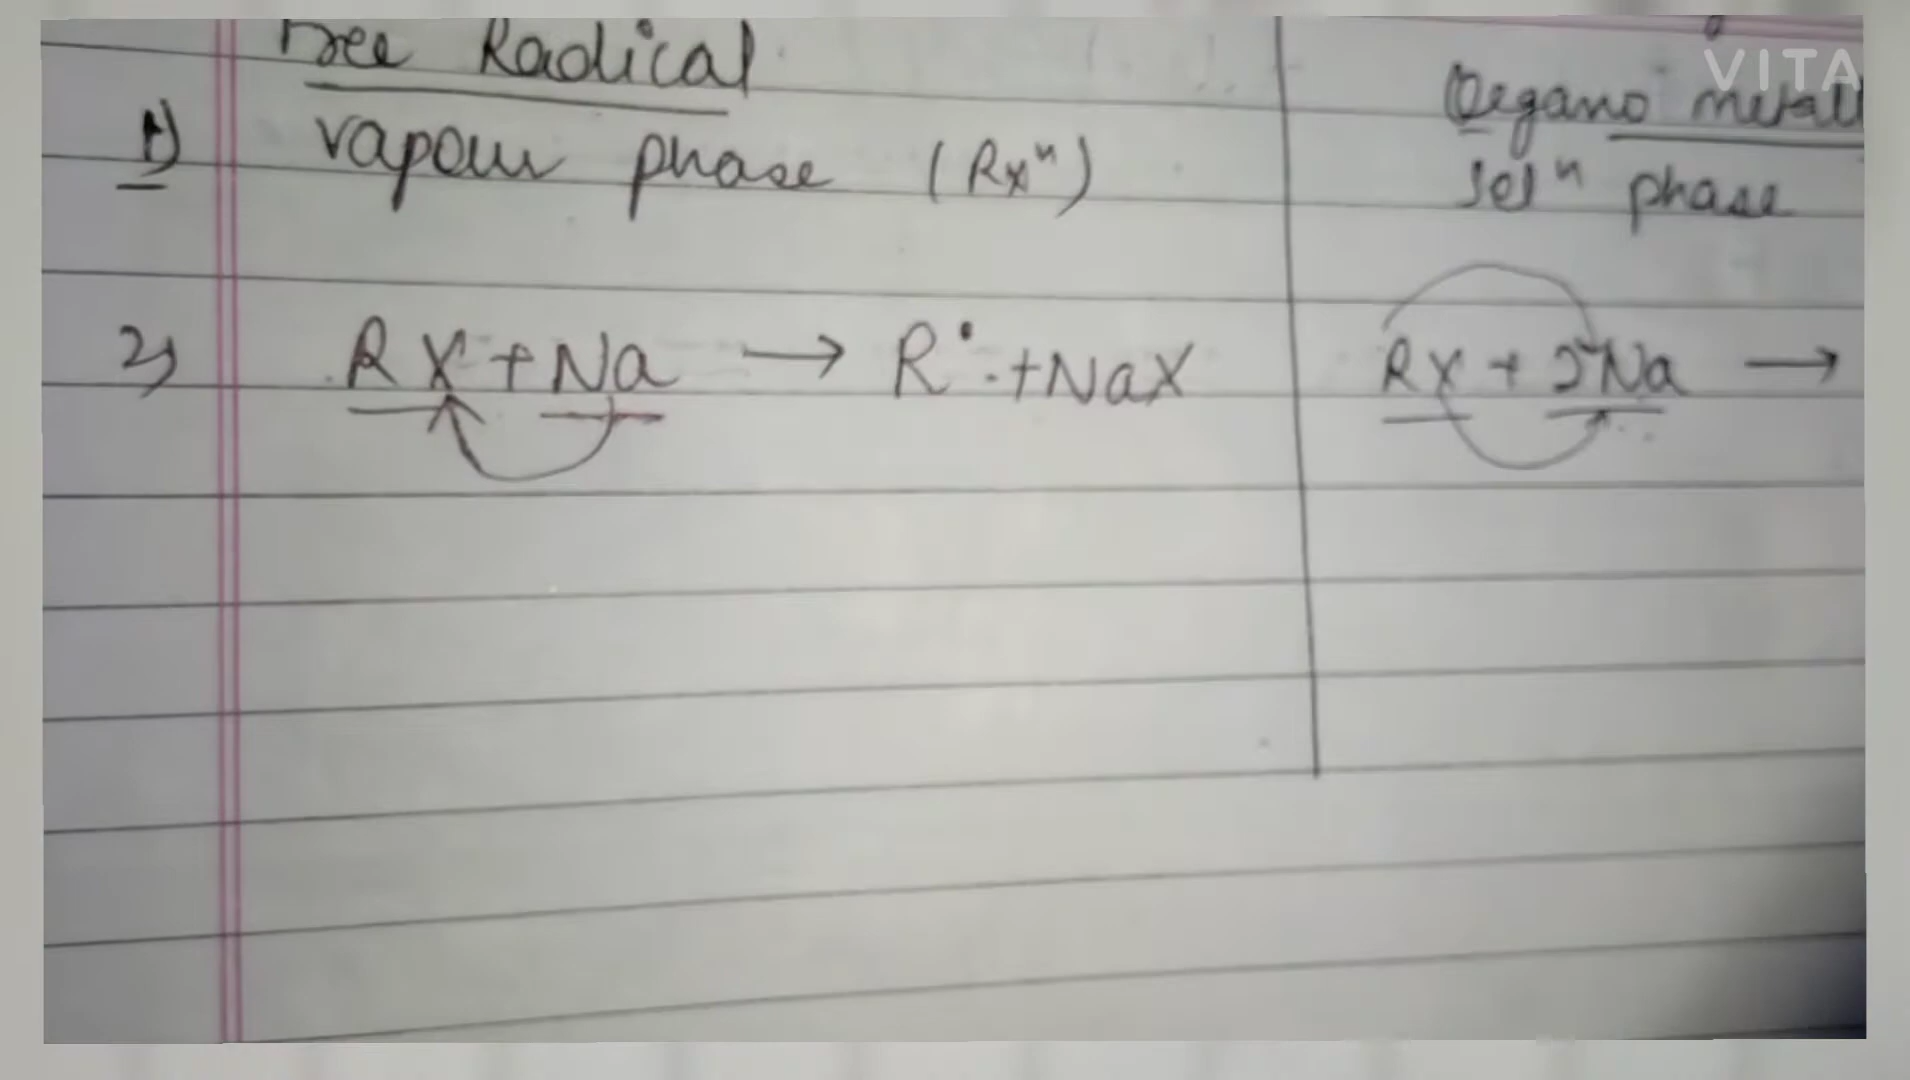 Free Radical
1) vapour phase (Rxⁿ)
2) RX + Na → R• + NaX
VITA
Organo metall
Solⁿ phase
RX + 2Na →